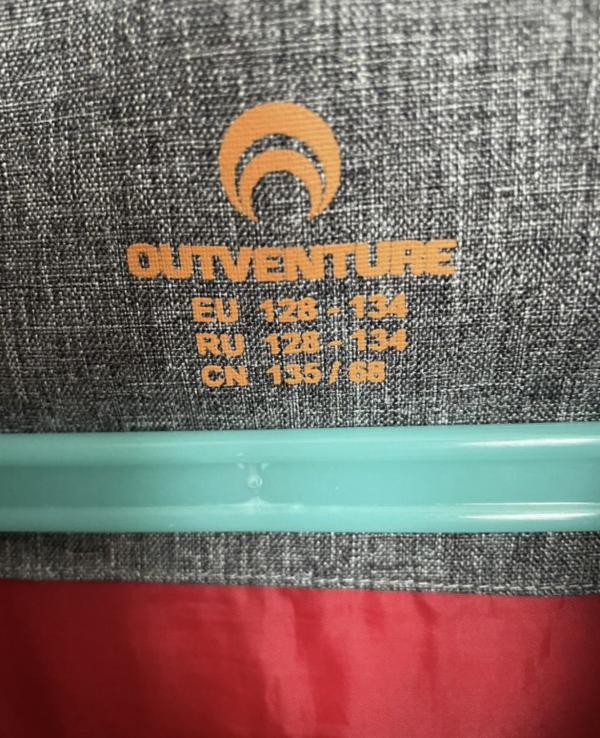 OUTVENTURE
EU 128 - 134
RU 128 - 134
CN 135 / 68